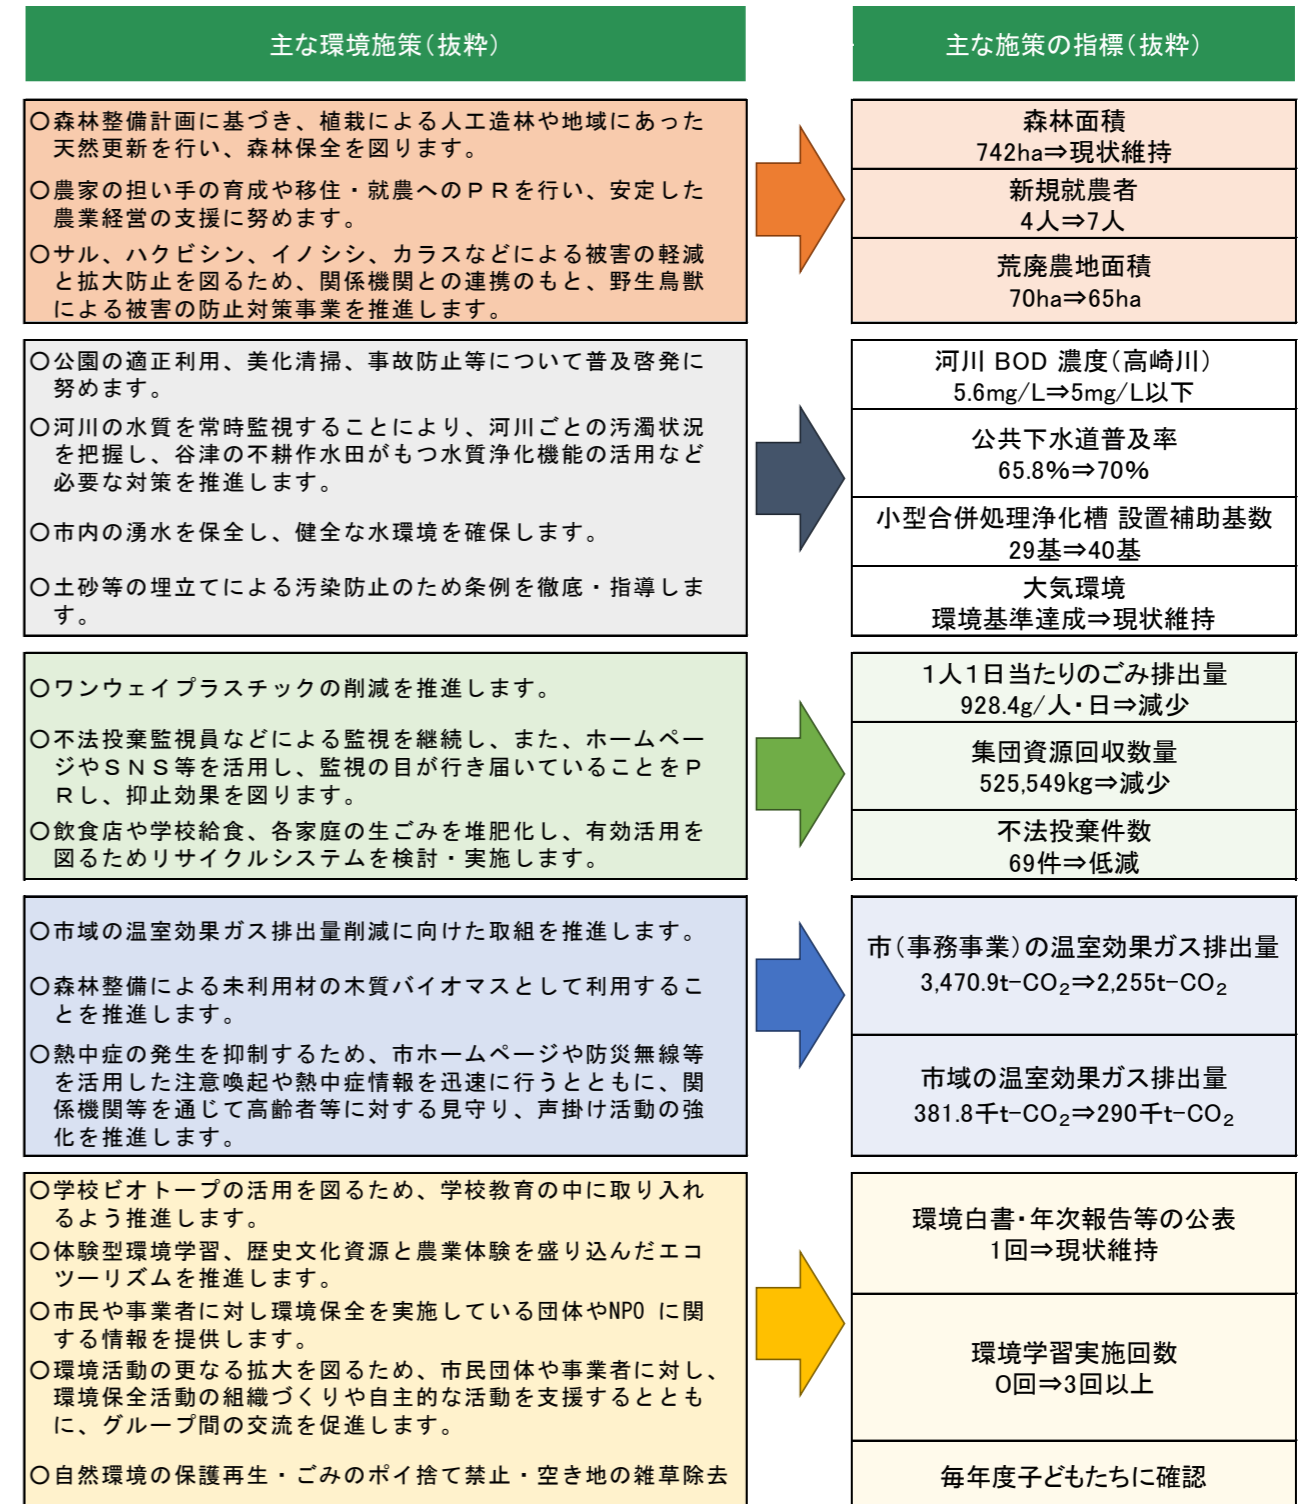 主な環境施策（抜粋）
主な施策の指標（抜粋）
〇森林整備計画に基づき、植栽による人工造林や地域にあった
天然更新を行い、森林保全を図ります。
〇農家の担い手の育成や移住・就農へのＰＲを行い、安定した
農業経営の支援に努めます。
〇サル、ハクビシン、イノシシ、カラスなどによる被害の軽減
と拡大防止を図るため、関係機関との連携のもと、野生鳥獣
による被害の防止対策事業を推進します。
森林面積
742ha⇒現状維持
新規就農者
4人⇒7人
荒廃農地面積
70ha⇒65ha
〇公園の適正利用、美化清掃、事故防止等について普及啓発に
努めます。
〇河川の水質を常時監視することにより、河川ごとの汚濁状況
を把握し、谷津の不耕作水田がもつ水質浄化機能の活用など
必要な対策を推進します。
〇市内の湧水を保全し、健全な水環境を確保します。
〇土砂等の埋立てによる汚染防止のため条例を徹底・指導しま
す。
河川 BOD 濃度（高崎川）
5.6mg/L⇒5mg/L以下
公共下水道普及率
65.8％⇒70％
小型合併処理浄化槽 設置補助基数
29基⇒40基
大気環境
環境基準達成⇒現状維持
〇ワンウェイプラスチックの削減を推進します。
〇不法投棄監視員などによる監視を継続し、また、ホームペー
ジやＳＮＳ等を活用し、監視の目が行き届いていることをＰ
Ｒし、抑止効果を図ります。
〇飲食店や学校給食、各家庭の生ごみを堆肥化し、有効活用を
図るためリサイクルシステムを検討・実施します。
１人１日当たりのごみ排出量
928.4g/人・日⇒減少
集団資源回収数量
525,549kg⇒減少
不法投棄件数
69件⇒低減
〇市域の温室効果ガス排出量削減に向けた取組を推進します。
〇森林整備による未利用材の木質バイオマスとして利用するこ
とを推進します。
〇熱中症の発生を抑制するため、市ホームページや防災無線等
を活用した注意喚起や熱中症情報を迅速に行うとともに、関
係機関等を通じて高齢者等に対する見守り、声掛け活動の強
化を推進します。
市（事務事業）の温室効果ガス排出量
3,470.9t-CO₂⇒2,255t-CO₂
市域の温室効果ガス排出量
381.8千t-CO₂⇒290千t-CO₂
〇学校ビオトープの活用を図るため、学校教育の中に取り入れ
るよう推進します。
〇体験型環境学習、歴史文化資源と農業体験を盛り込んだエコ
ツーリズムを推進します。
〇市民や事業者に対し環境保全を実施している団体やNPO に関
する情報を提供します。
〇環境活動の更なる拡大を図るため、市民団体や事業者に対し、
環境保全活動の組織づくりや自主的な活動を支援するととも
に、グループ間の交流を促進します。
〇自然環境の保護再生・ごみのポイ捨て禁止・空き地の雑草除去
環境白書・年次報告等の公表
1回⇒現状維持
環境学習実施回数
0回⇒3回以上
毎年度子どもたちに確認